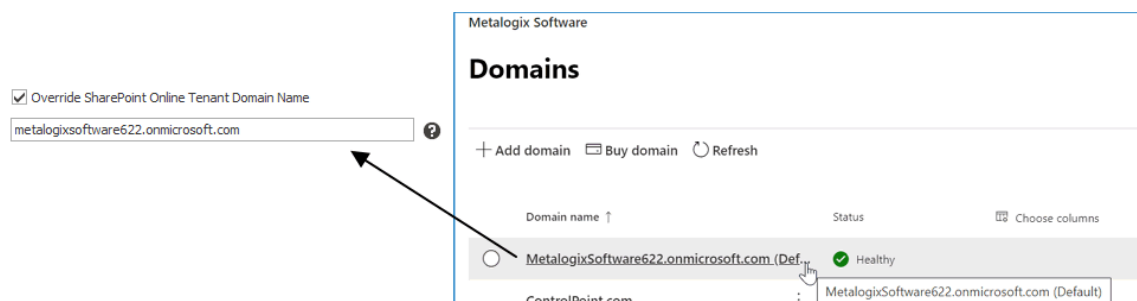 Metalogix Software
Domains
Override SharePoint Online Tenant Domain Name
metalogixsoftware622.onmicrosoft.com
?
+ Add domain Buy domain Refresh
Domain name ↑ Status Choose columns
MetalogixSoftware622.onmicrosoft.com (Def... Healthy
ControlPoint.com
MetalogixSoftware622.onmicrosoft.com (Default)